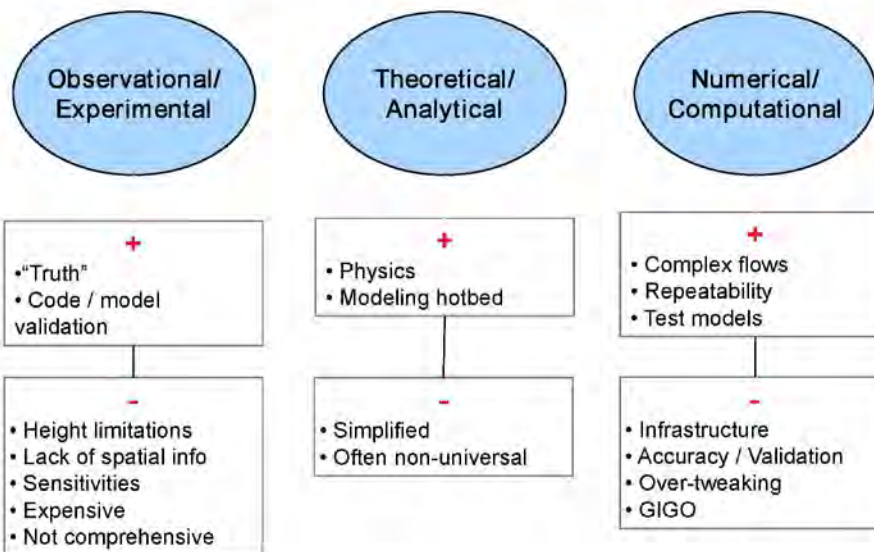 Observational/
Experimental
Theoretical/
Analytical
Numerical/
Computational
+
•“Truth”
• Code / model
validation
+
• Physics
• Modeling hotbed
+
• Complex flows
• Repeatability
• Test models
-
• Height limitations
• Lack of spatial info
• Sensitivities
• Expensive
• Not comprehensive
-
• Simplified
• Often non-universal
-
• Infrastructure
• Accuracy / Validation
• Over-tweaking
• GIGO